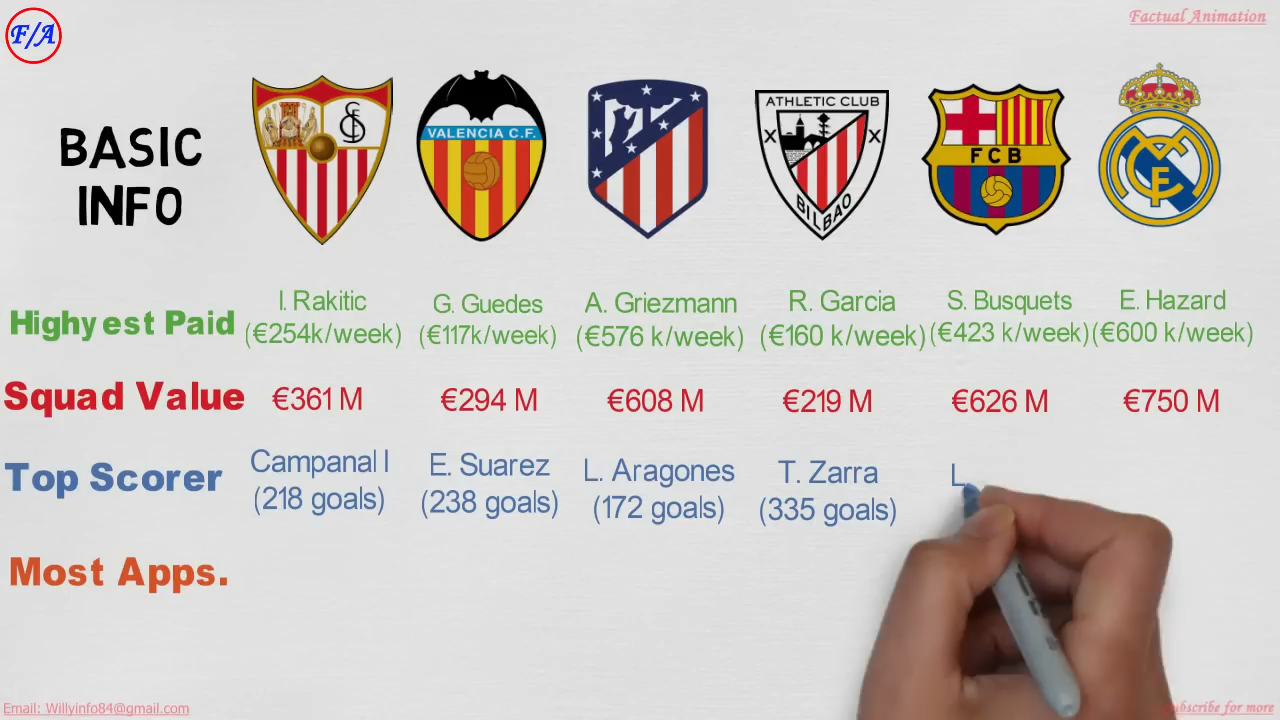 F/A
Factual Animation
BASIC
INFO
VALENCIA C.F.
ATHLETIC CLUB
BILBAO
FCB
Highyest Paid
I. Rakitic
(€254k/week)
G. Guedes
(€117k/week)
A. Griezmann
(€576 k/week)
R. Garcia
(€160 k/week)
S. Busquets
(€423 k/week)
E. Hazard
(€600 k/week)
Squad Value
€361 M
€294 M
€608 M
€219 M
€626 M
€750 M
Top Scorer
Campanal I
(218 goals)
E. Suarez
(238 goals)
L. Aragones
(172 goals)
T. Zarra
(335 goals)
L
Most Apps.
Email: Willyinfo84@gmail.com
ubscribe for more